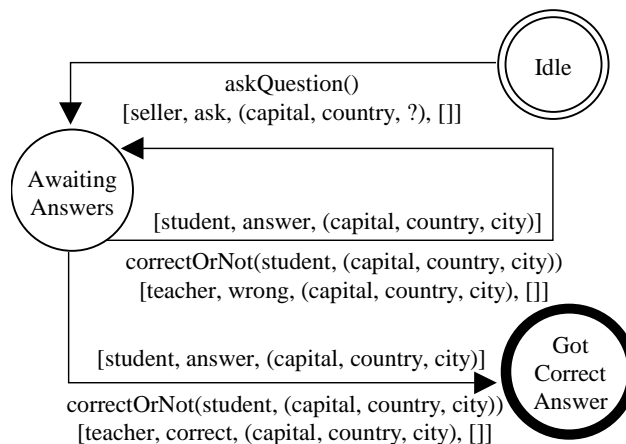 Idle
askQuestion()
[seller, ask, (capital, country, ?), []]
Awaiting
Answers
[student, answer, (capital, country, city)]
correctOrNot(student, (capital, country, city))
[teacher, wrong, (capital, country, city), []]
Got
Correct
Answer
[student, answer, (capital, country, city)]
correctOrNot(student, (capital, country, city))
[teacher, correct, (capital, country, city), []]